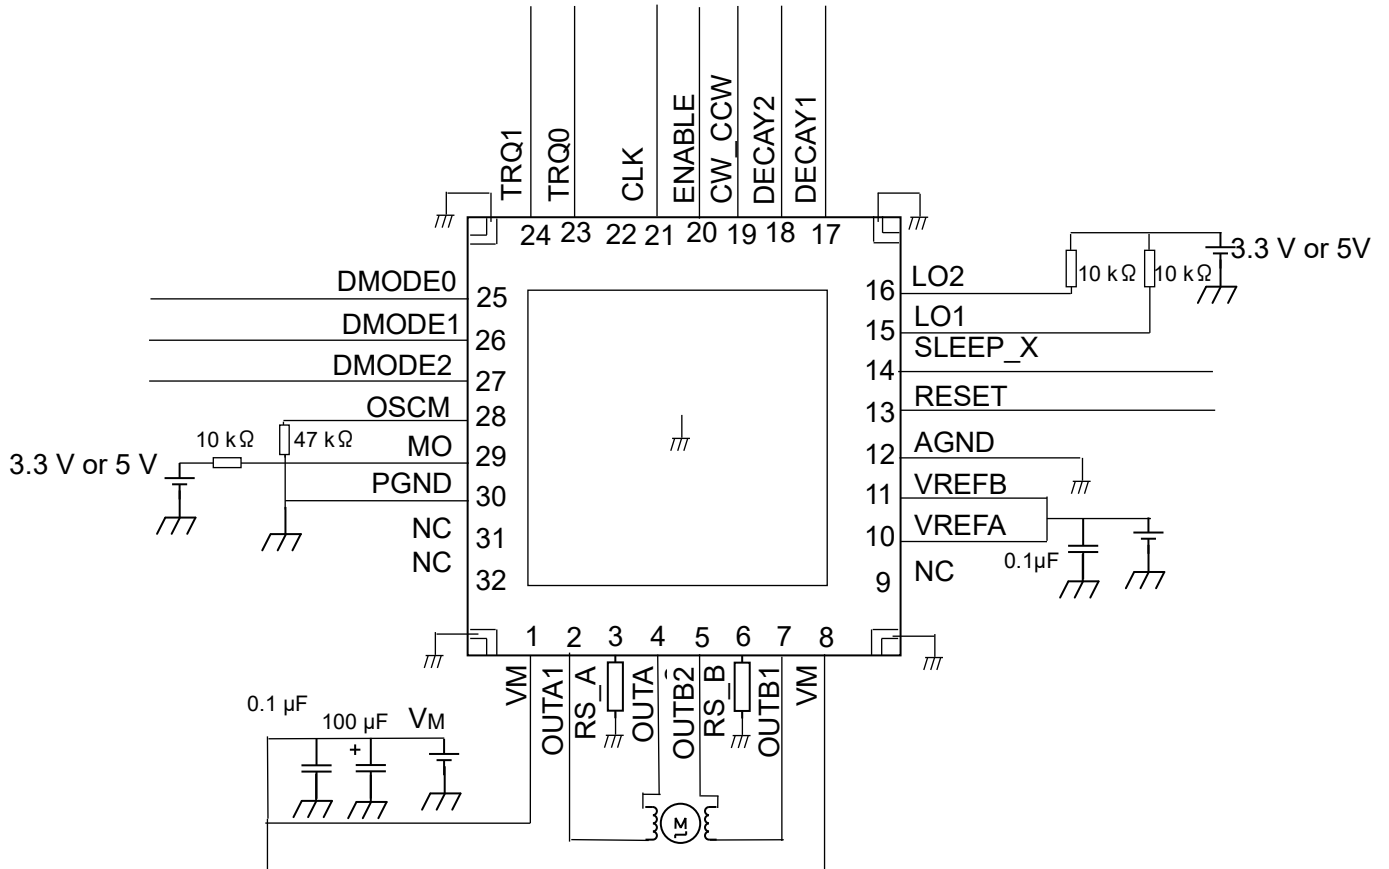 TRQ1
TRQ0
CLK
ENABLE
CW_CCW
DECAY2
DECAY1
24 23 22 21 20 19 18 17
DMODE0 25
DMODE1 26
DMODE2 27
OSCM 28
10 kΩ 47 kΩ
MO 29
3.3 V or 5 V
PGND 30
NC 31
NC 32
3.3 V or 5V
10 kΩ 10 kΩ
16 LO2
15 LO1
SLEEP_X
14
RESET
13
12 AGND
11 VREFB
10 VREFA
0.1µF
9 NC
1 2 3 4 5 6 7 8
VM
OUTA1
RS_A
OUTA
OUTB2
RS_B
OUTB1
VM
0.1 µF
100 µF VM
+
M